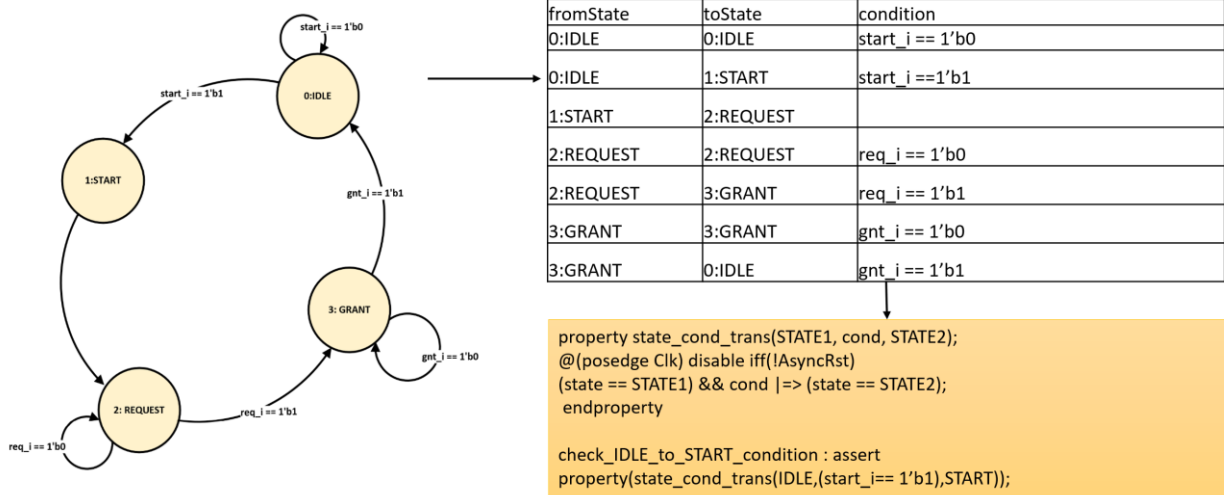 start_i == 1'b0
0:IDLE
start_i == 1'b1
1:START
gnt_i == 1'b1
3: GRANT
gnt_i == 1'b0
2: REQUEST
req_i == 1'b1
req_i == 1'b0
fromState toState condition
0:IDLE 0:IDLE start_i == 1’b0
0:IDLE 1:START start_i ==1’b1
1:START 2:REQUEST
2:REQUEST 2:REQUEST req_i == 1’b0
2:REQUEST 3:GRANT req_i == 1’b1
3:GRANT 3:GRANT gnt_i == 1’b0
3:GRANT 0:IDLE gnt_i == 1’b1
property state_cond_trans(STATE1, cond, STATE2);
@(posedge Clk) disable iff(!AsyncRst)
(state == STATE1) && cond |=> (state == STATE2);
endproperty
check_IDLE_to_START_condition : assert
property(state_cond_trans(IDLE,(start_i== 1'b1),START));